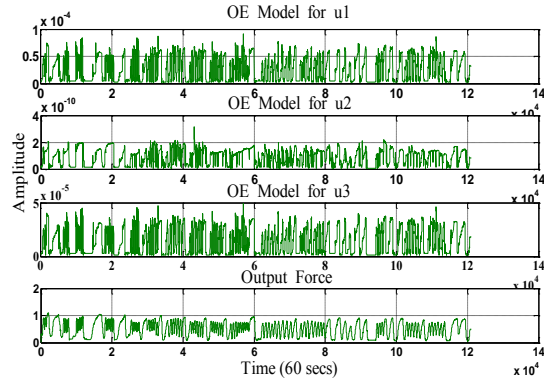 OE Model for u1
x 10^-4
1
0.5
0
0 2 4 6 8 10 12 14
x 10^4
OE Model for u2
x 10^-10
4
2
0
0 2 4 6 8 10 12 14
x 10^4
OE Model for u3
x 10^-5
5
0
0 2 4 6 8 10 12 14
x 10^4
Output Force
2
1
0
0 2 4 6 8 10 12 14
x 10^4
Amplitude
Time (60 secs)